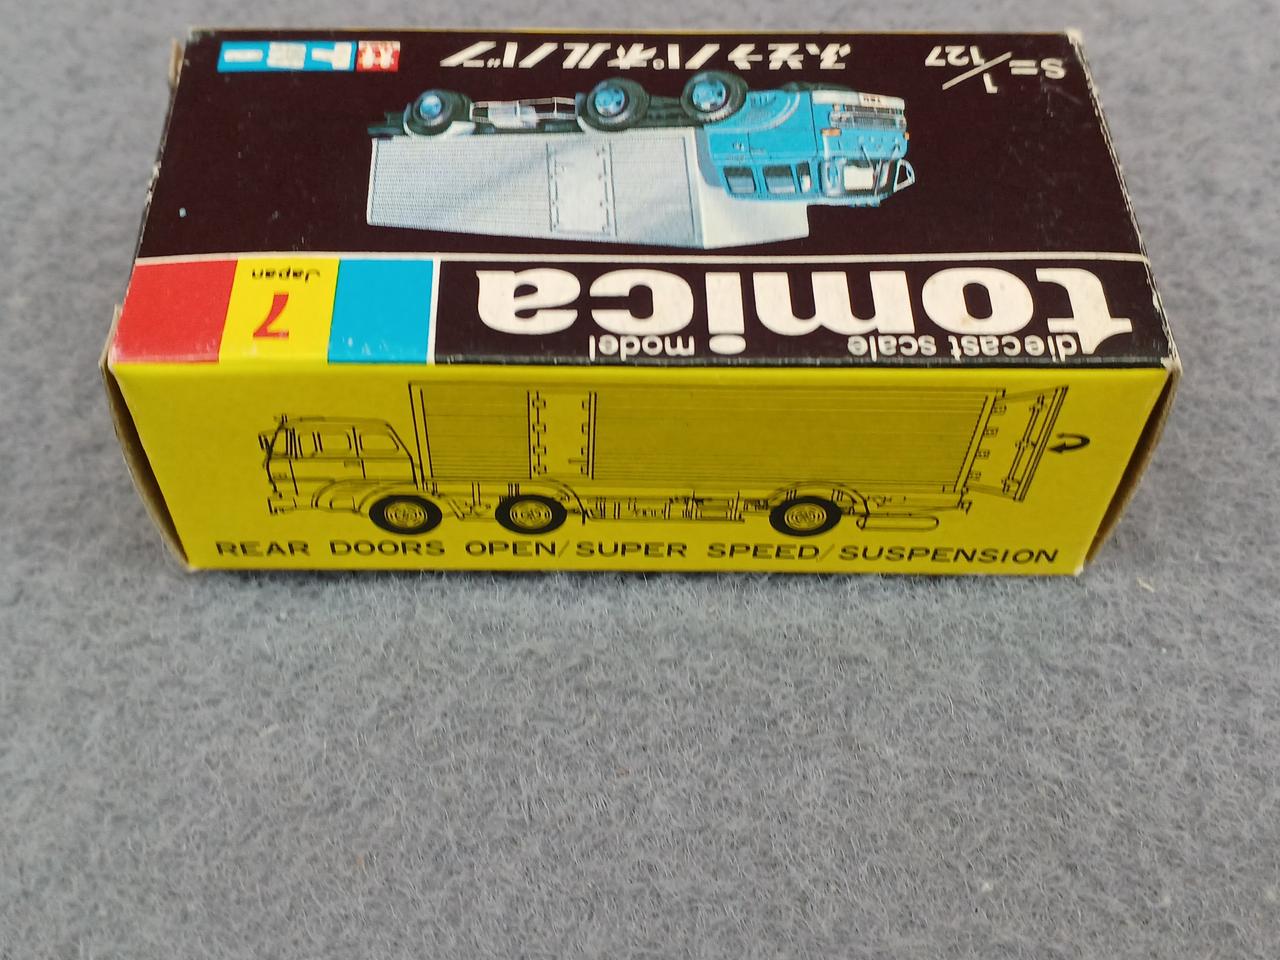 diecast scale model
tomica
7
Japan
S=1/127
ふそうパネルバン
トミー
REAR DOORS OPEN/SUPER SPEED/SUSPENSION